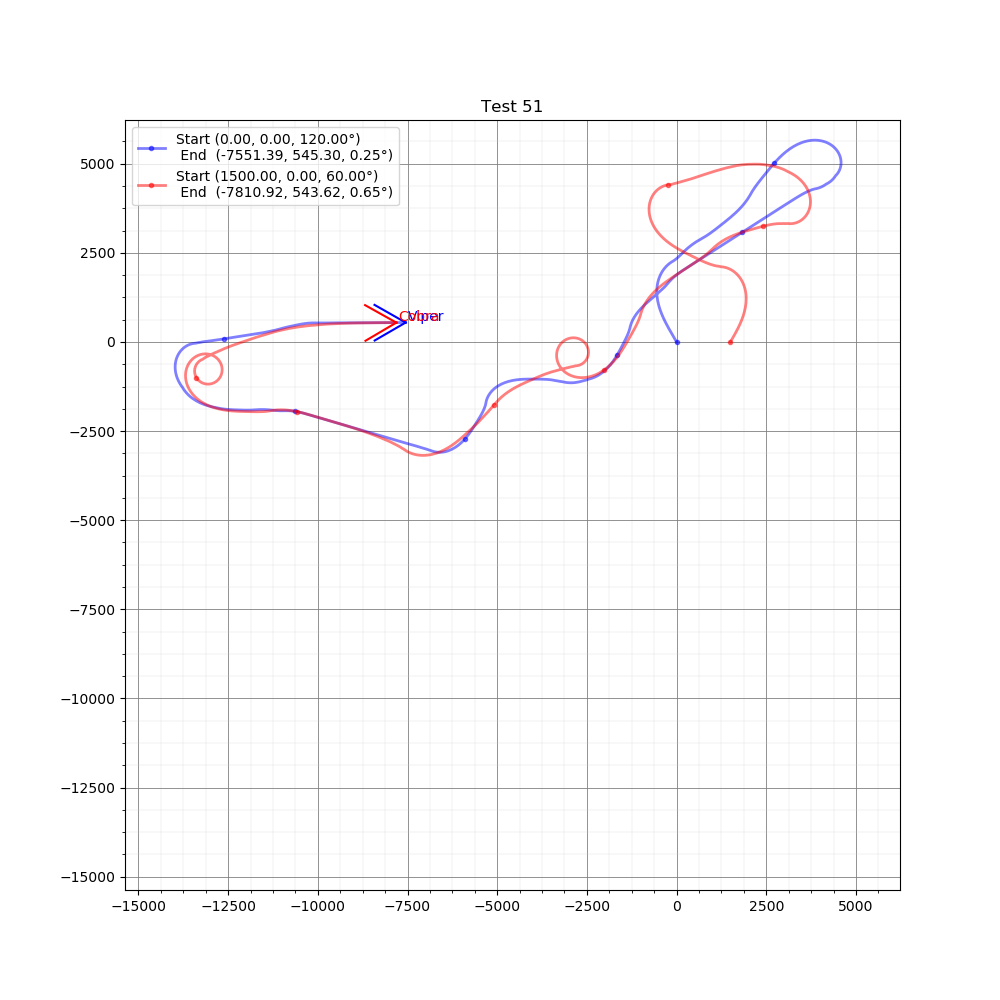 Test 51
Start (0.00, 0.00, 120.00°)
End (-7551.39, 545.30, 0.25°)
Start (1500.00, 0.00, 60.00°)
End (-7810.92, 543.62, 0.65°)
5000
2500
0
−2500
−5000
−7500
−10000
−12500
−15000
−15000 −12500 −10000 −7500 −5000 −2500 0 2500 5000